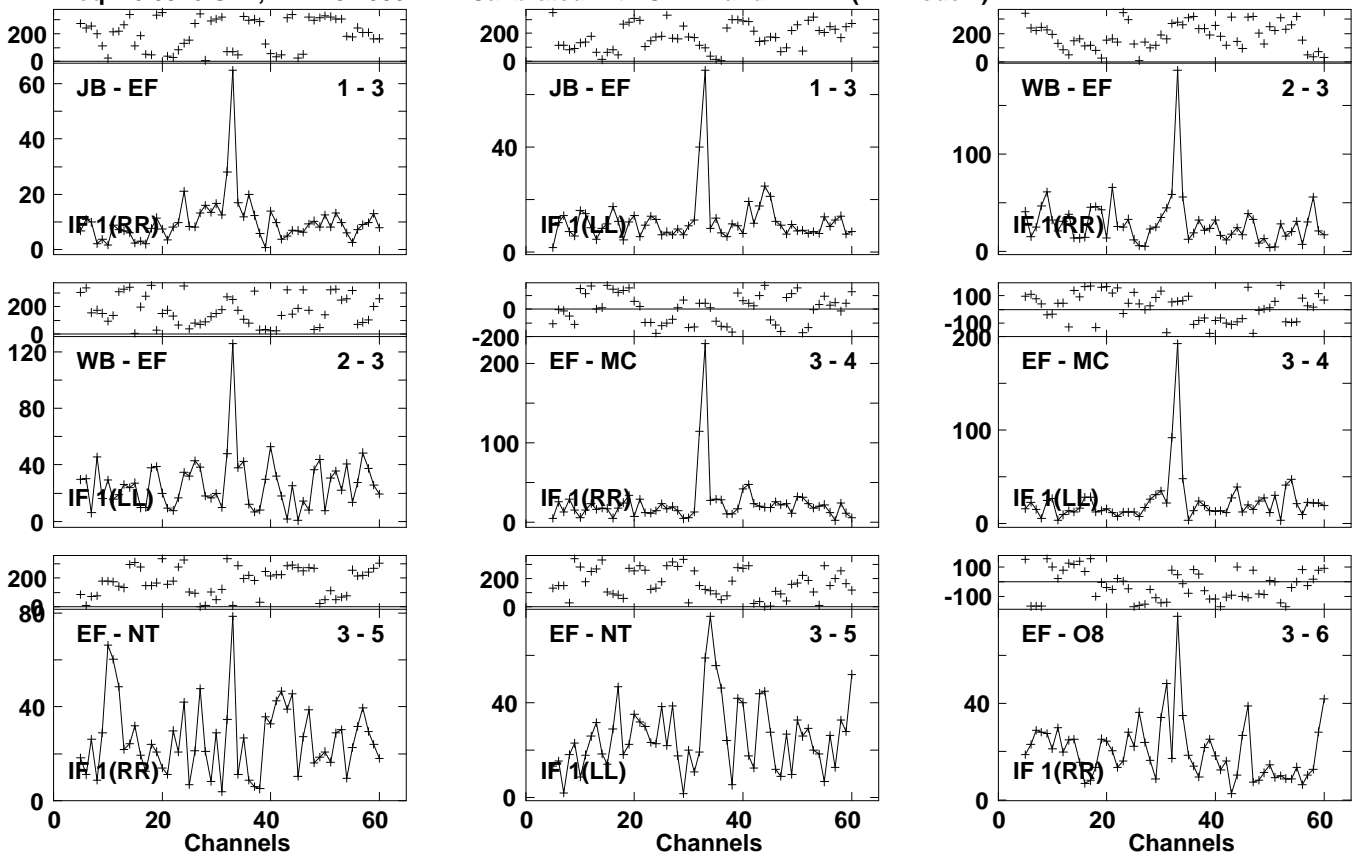 200
0
60
40
20
0
JB - EF 1 - 3
IF 1(RR)
200
0
40
0
JB - EF 1 - 3
IF 1(LL)
200
0
100
0
WB - EF 2 - 3
IF 1(RR)
200
0
120
80
40
0
WB - EF 2 - 3
IF 1(LL)
0
-200
200
100
0
EF - MC 3 - 4
IF 1(RR)
100
-100
200
100
0
EF - MC 3 - 4
IF 1(LL)
200
0
80
40
0
EF - NT 3 - 5
IF 1(RR)
0 20 40 60
Channels
200
0
40
0
EF - NT 3 - 5
IF 1(LL)
0 20 40 60
Channels
100
-100
40
0
EF - O8 3 - 6
IF 1(RR)
0 20 40 60
Channels